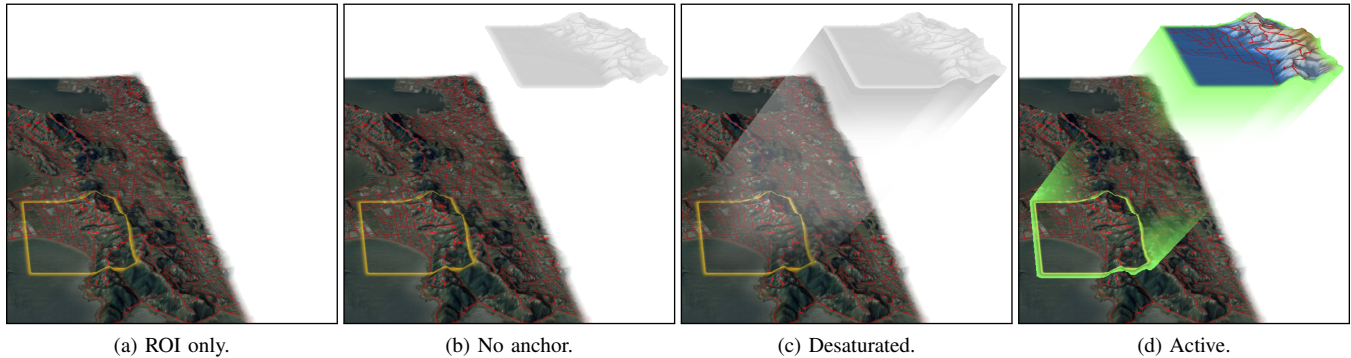 (a) ROI only.
(b) No anchor.
(c) Desaturated.
(d) Active.